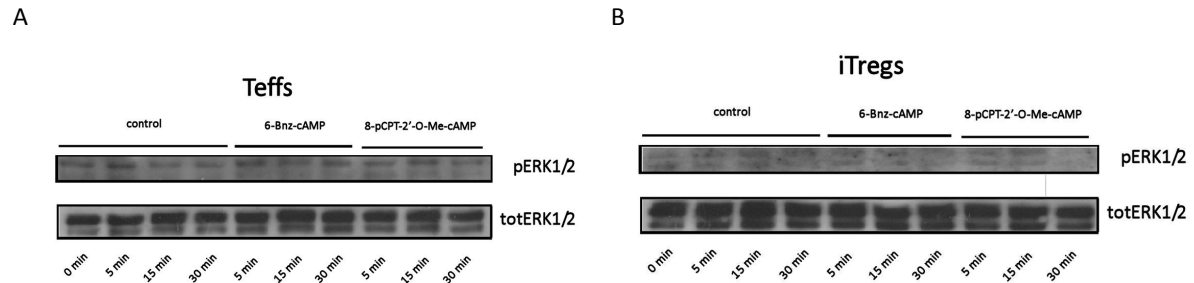 A
Teffs
control 6-Bnz-cAMP 8-pCPT-2’-O-Me-cAMP
pERK1/2
totERK1/2
0 min 5 min 15 min 30 min 5 min 15 min 30 min 5 min 15 min 30 min
B
iTregs
control 6-Bnz-cAMP 8-pCPT-2’-O-Me-cAMP
pERK1/2
totERK1/2
0 min 5 min 15 min 30 min 5 min 15 min 30 min 5 min 15 min 30 min